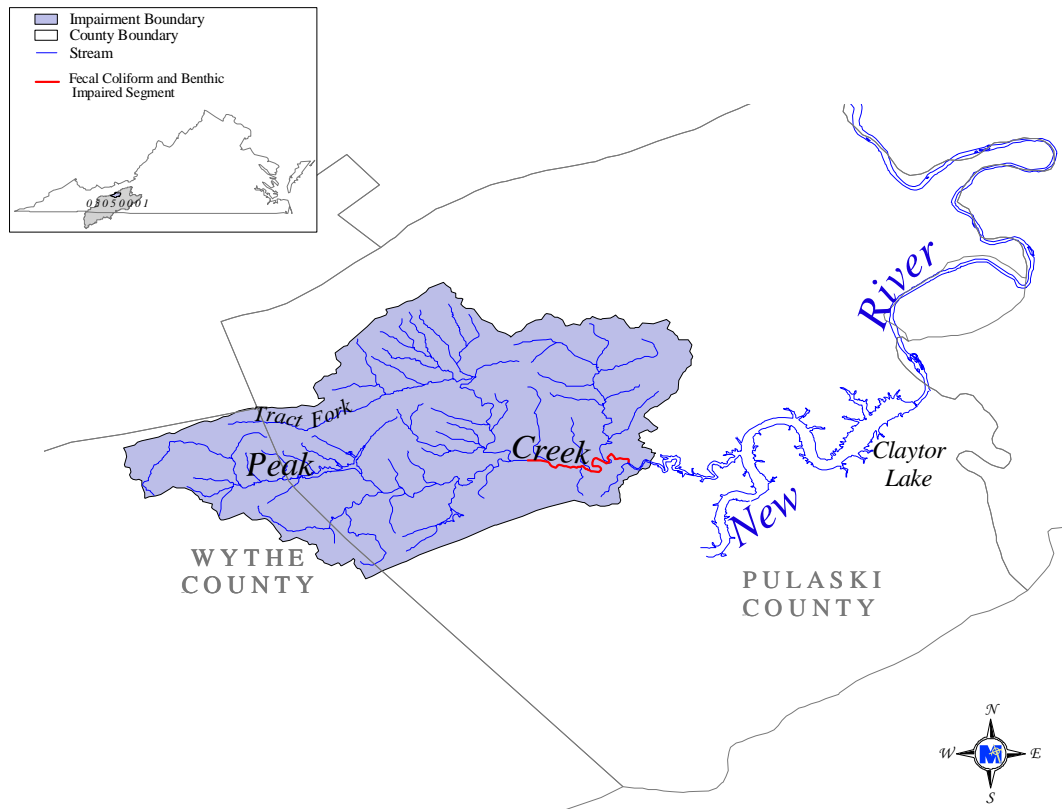 Impairment Boundary
County Boundary
Stream
Fecal Coliform and Benthic
Impaired Segment
05050001
River
Tract Fork
Peak
Creek
Claytor
Lake
New
WYTHE
COUNTY
PULASKI
COUNTY
N
W
M
E
S